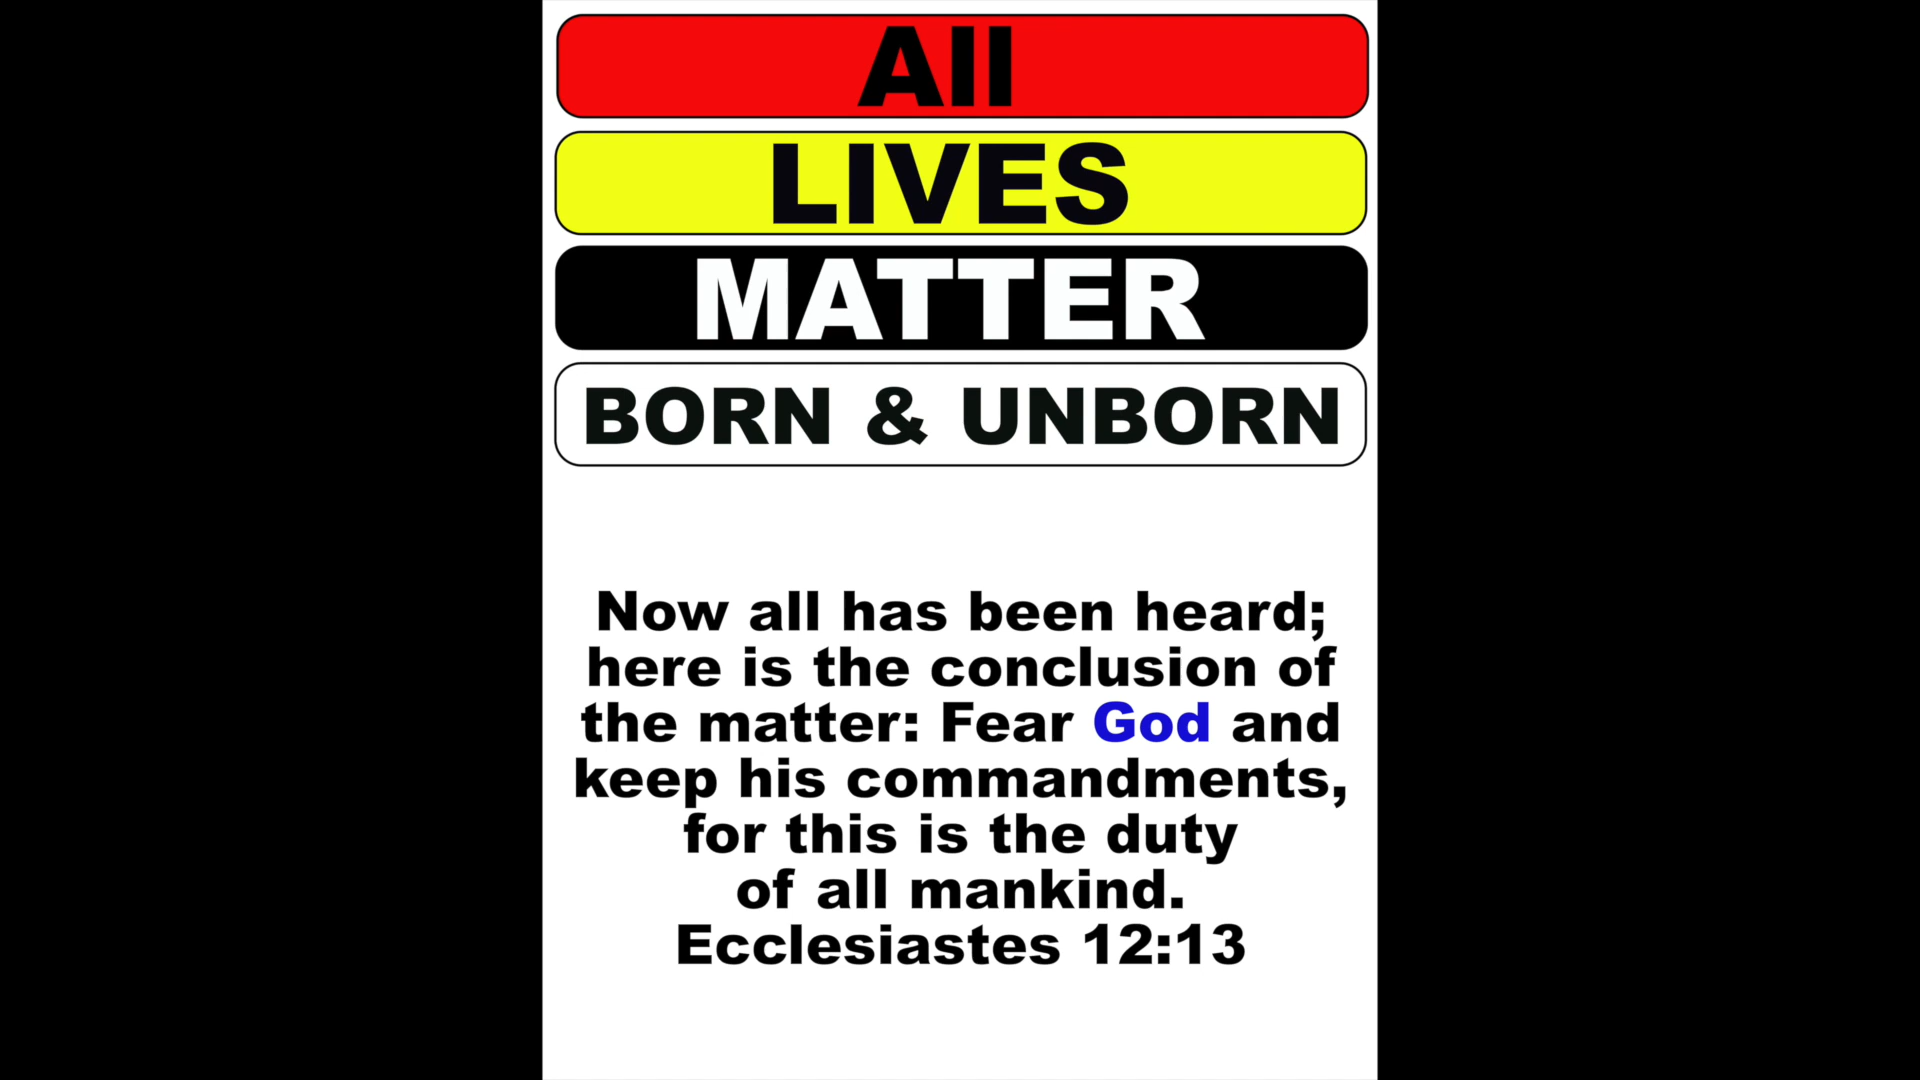 All
LIVES
MATTER
BORN & UNBORN
Now all has been heard;
here is the conclusion of
the matter: Fear God and
keep his commandments,
for this is the duty
of all mankind.
Ecclesiastes 12:13